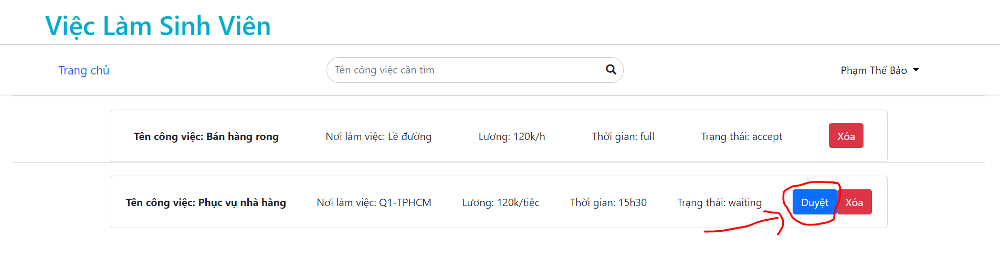 Việc Làm Sinh Viên
Trang chủ Tên công việc cần tìm Phạm Thế Bảo
Tên công việc: Bán hàng rong Nơi làm việc: Lề đường Lương: 120k/h Thời gian: full Trạng thái: accept Xóa
Tên công việc: Phục vụ nhà hàng Nơi làm việc: Q1-TPHCM Lương: 120k/tiệc Thời gian: 15h30 Trạng thái: waiting Duyệt Xóa